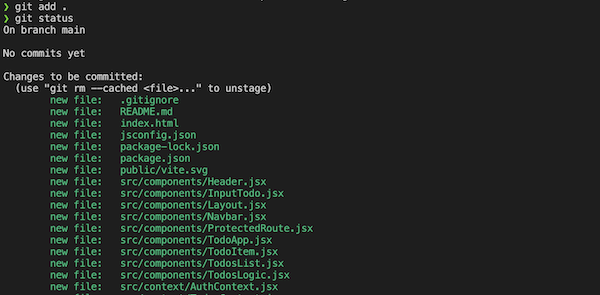 ❯ git add .
❯ git status
On branch main

No commits yet

Changes to be committed:
  (use "git rm --cached <file>..." to unstage)
        new file:   .gitignore
        new file:   README.md
        new file:   index.html
        new file:   jsconfig.json
        new file:   package-lock.json
        new file:   package.json
        new file:   public/vite.svg
        new file:   src/components/Header.jsx
        new file:   src/components/InputTodo.jsx
        new file:   src/components/Layout.jsx
        new file:   src/components/Navbar.jsx
        new file:   src/components/ProtectedRoute.jsx
        new file:   src/components/TodoApp.jsx
        new file:   src/components/TodoItem.jsx
        new file:   src/components/TodosList.jsx
        new file:   src/components/TodosLogic.jsx
        new file:   src/context/AuthContext.jsx